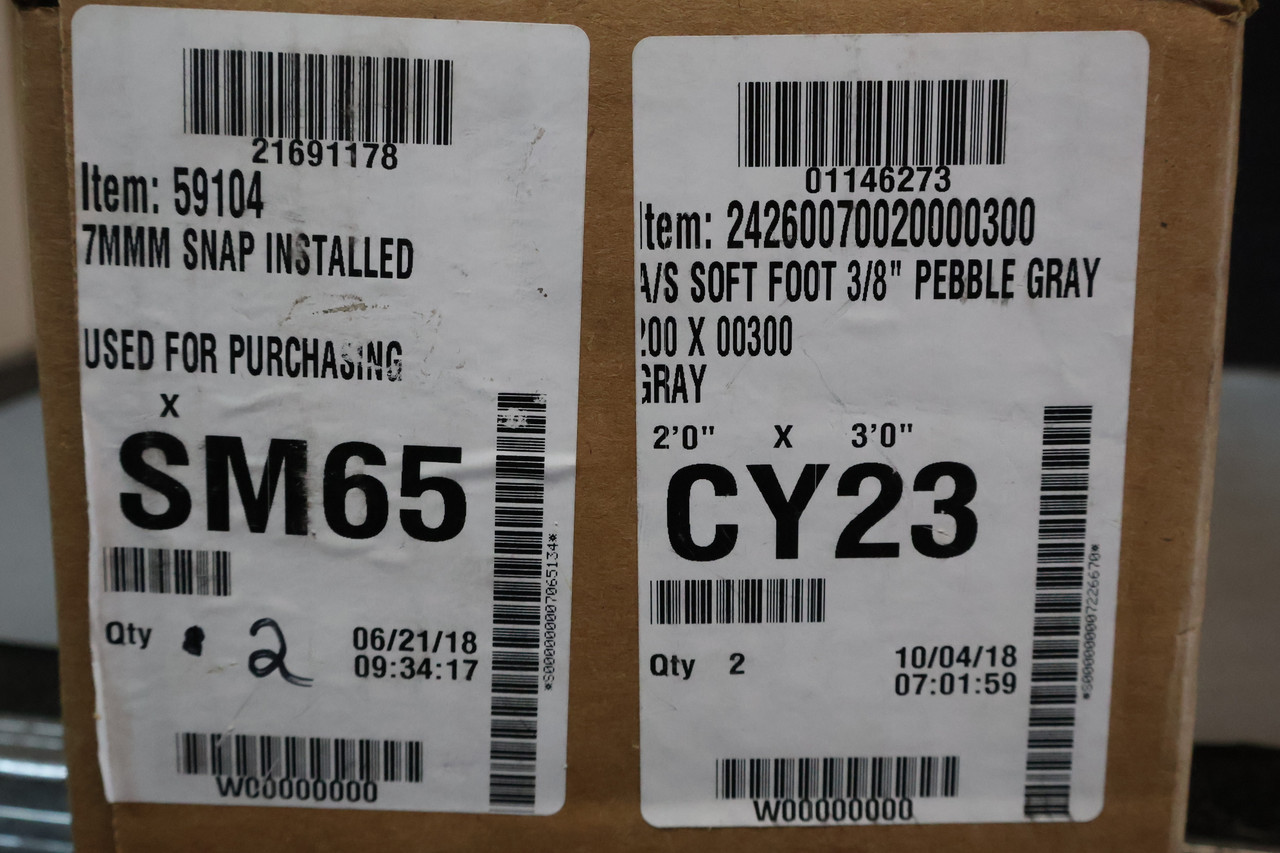 21691178
Item: 59104
7MMM SNAP INSTALLED
USED FOR PURCHASING
X
SM65
Qty 2
06/21/18
09:34:17
*S000000007065134*
W00000000
01146273
Item: 24260070020000300
A/S SOFT FOOT 3/8" PEBBLE GRAY
00 X 00300
GRAY
2'0" X 3'0"
CY23
Qty 2
10/04/18
07:01:59
*S000000007226670*
W00000000